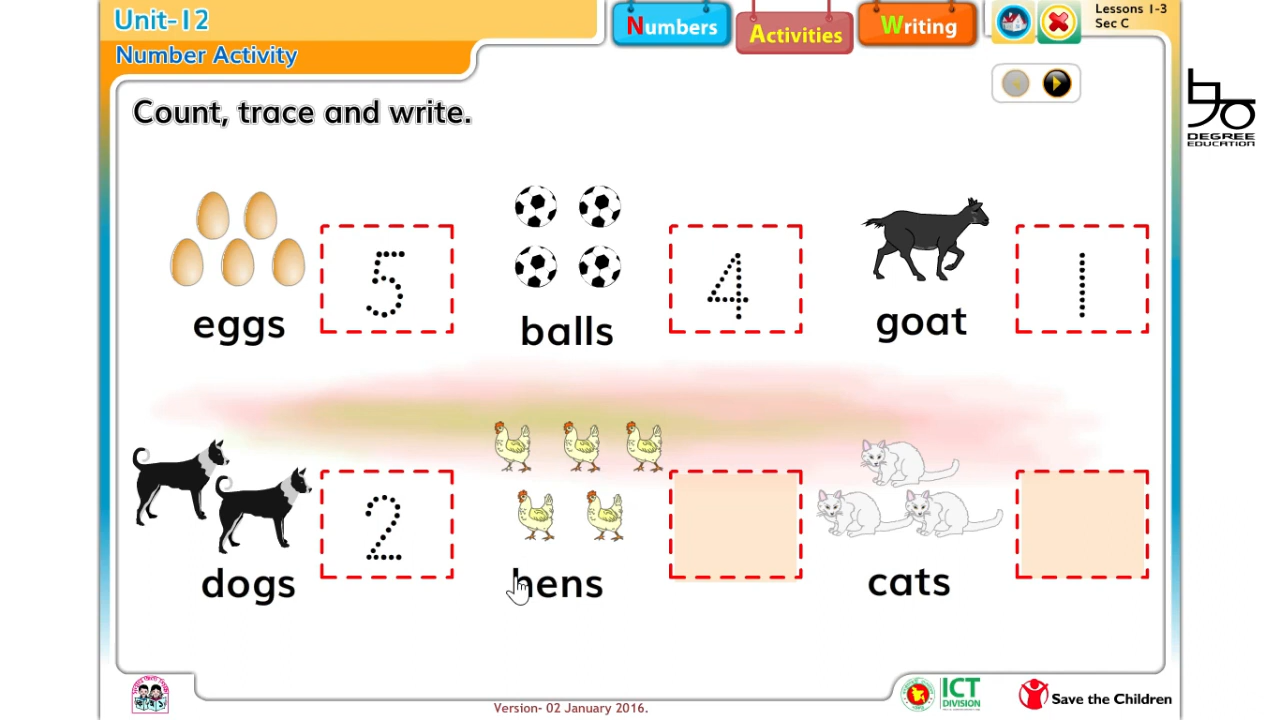 Unit-12
Number Activity
Numbers
Activities
Writing
Lessons 1-3
Sec C
DEGREE
EDUCATION
Count, trace and write.
5
4
1
eggs
balls
goat
2
dogs
hens
cats
Version- 02 January 2016.
ICT
DIVISION
Save the Children